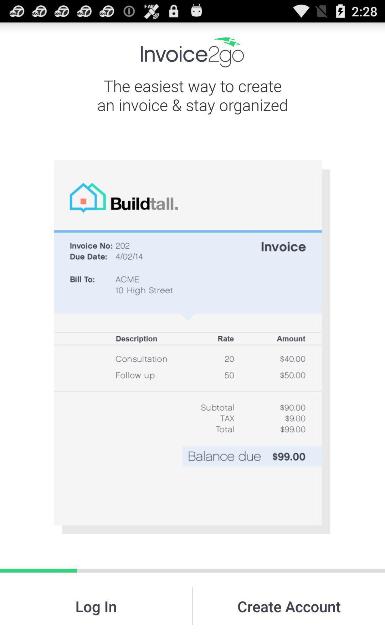 2:28
Invoice2go
The easiest way to create
an invoice & stay organized
Buildtall.
Invoice No: 202
Invoice
Due Date: 4/02/14
Bill To: ACME
10 High Street
Description Rate Amount
Consultation 20 $40.00
Follow up 50 $50.00
Subtotal $90.00
TAX $9.00
Total $99.00
Balance due $99.00
Log In Create Account